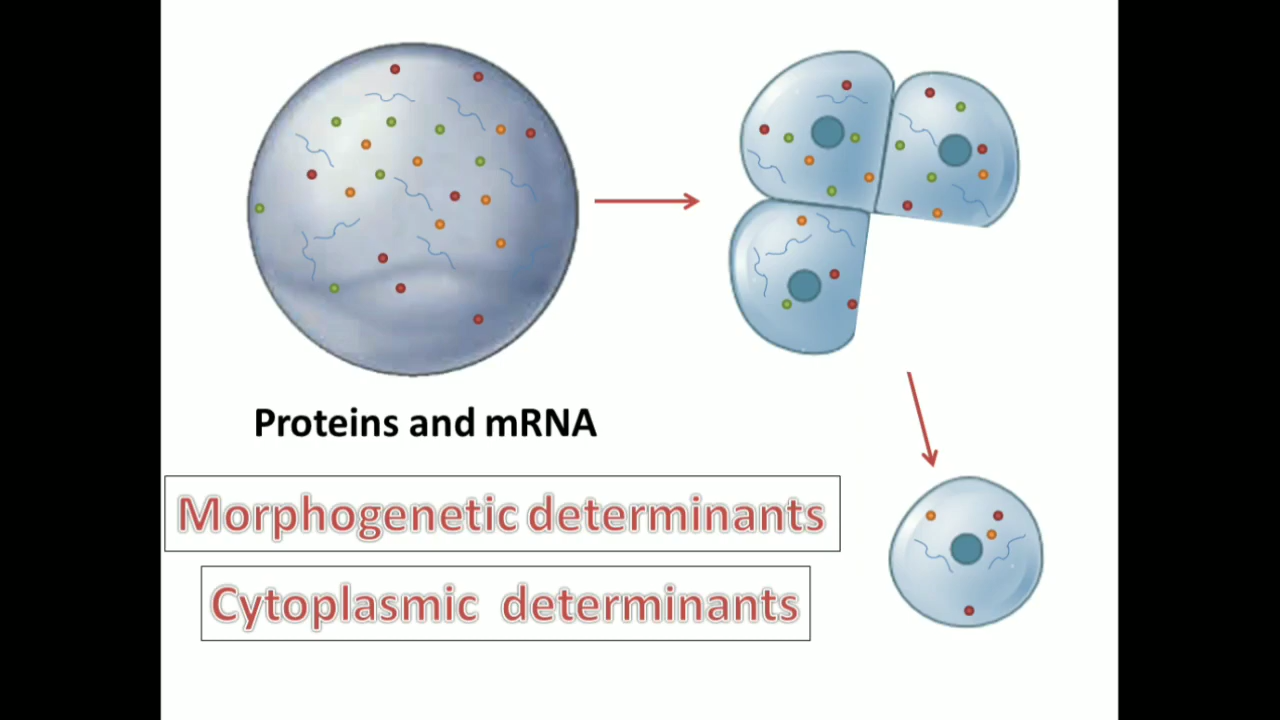 Proteins and mRNA
Morphogenetic determinants
Cytoplasmic determinants